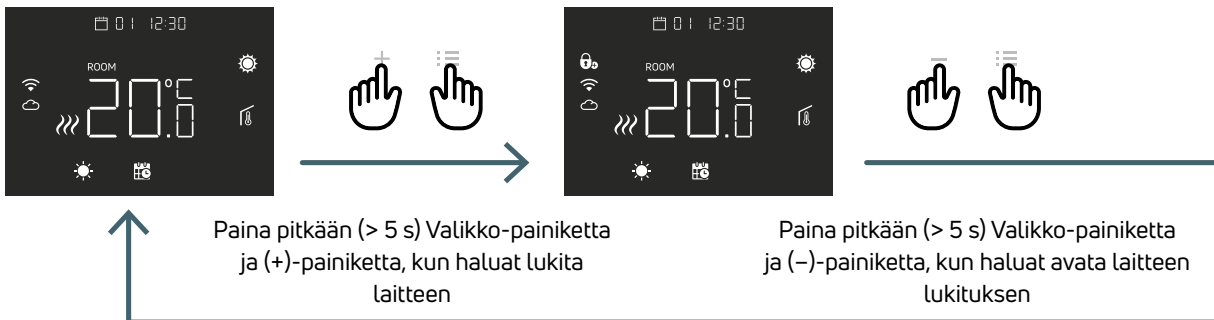 01 12:30
ROOM
20.0°C
01 12:30
ROOM
20.0°C
Paina pitkään (> 5 s) Valikko-painiketta
ja (+)-painiketta, kun haluat lukita
laitteen
Paina pitkään (> 5 s) Valikko-painiketta
ja (–)-painiketta, kun haluat avata laitteen
lukituksen